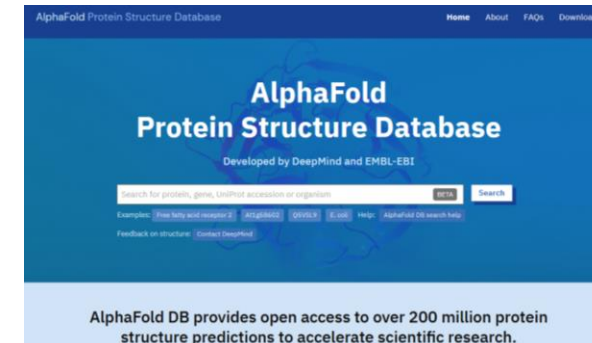 AlphaFold Protein Structure Database Home About FAQs Downloa
AlphaFold
Protein Structure Database
Developed by DeepMind and EMBL-EBI
Search for protein, gene, UniProt accession or organism BETA Search
Examples: Free fatty acid receptor 2 At1g58602 Q5VSL9 E. coli Help: AlphaFold DB search help
Feedback on structure: Contact DeepMind
AlphaFold DB provides open access to over 200 million protein
structure predictions to accelerate scientific research.